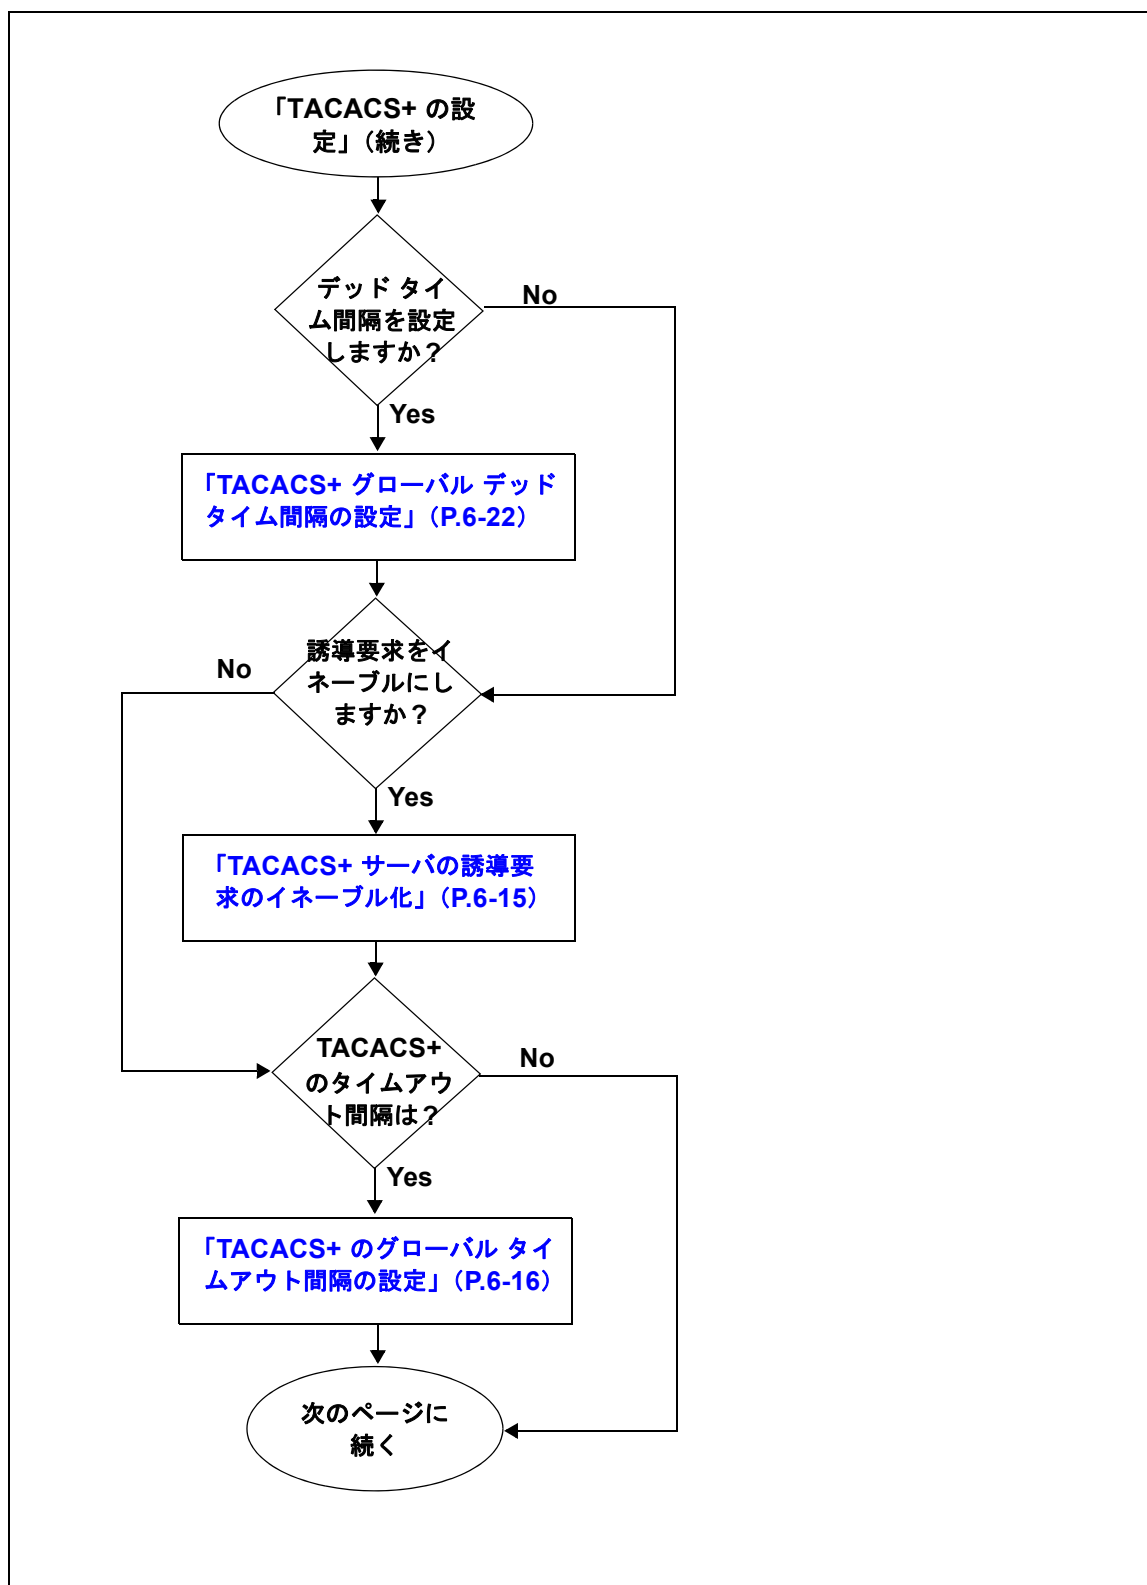 「TACACS+ の設
定」（続き）
デッド タイ
ム間隔を設定
しますか？
No
Yes
「TACACS+ グローバル デッド
タイム間隔の設定」（P.6-22）
誘導要求をイ
ネーブルにし
ますか？
No
Yes
「TACACS+ サーバの誘導要
求のイネーブル化」（P.6-15）
TACACS+
のタイムアウ
ト間隔は？
No
Yes
「TACACS+ のグローバル タイ
ムアウト間隔の設定」（P.6-16）
次のページに
続く